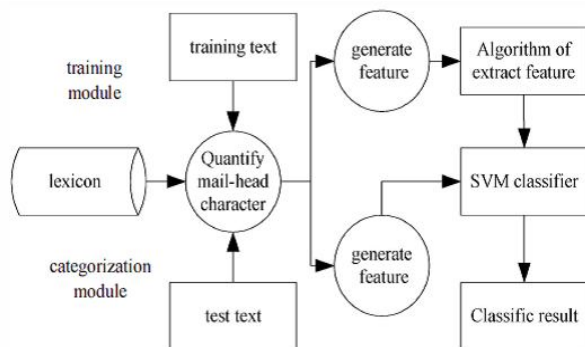 training text
training
module
generate
feature
Algorithm of
extract feature
lexicon
Quantify
mail-head
character
SVM classifier
categorization
module
generate
feature
test text
Classific result